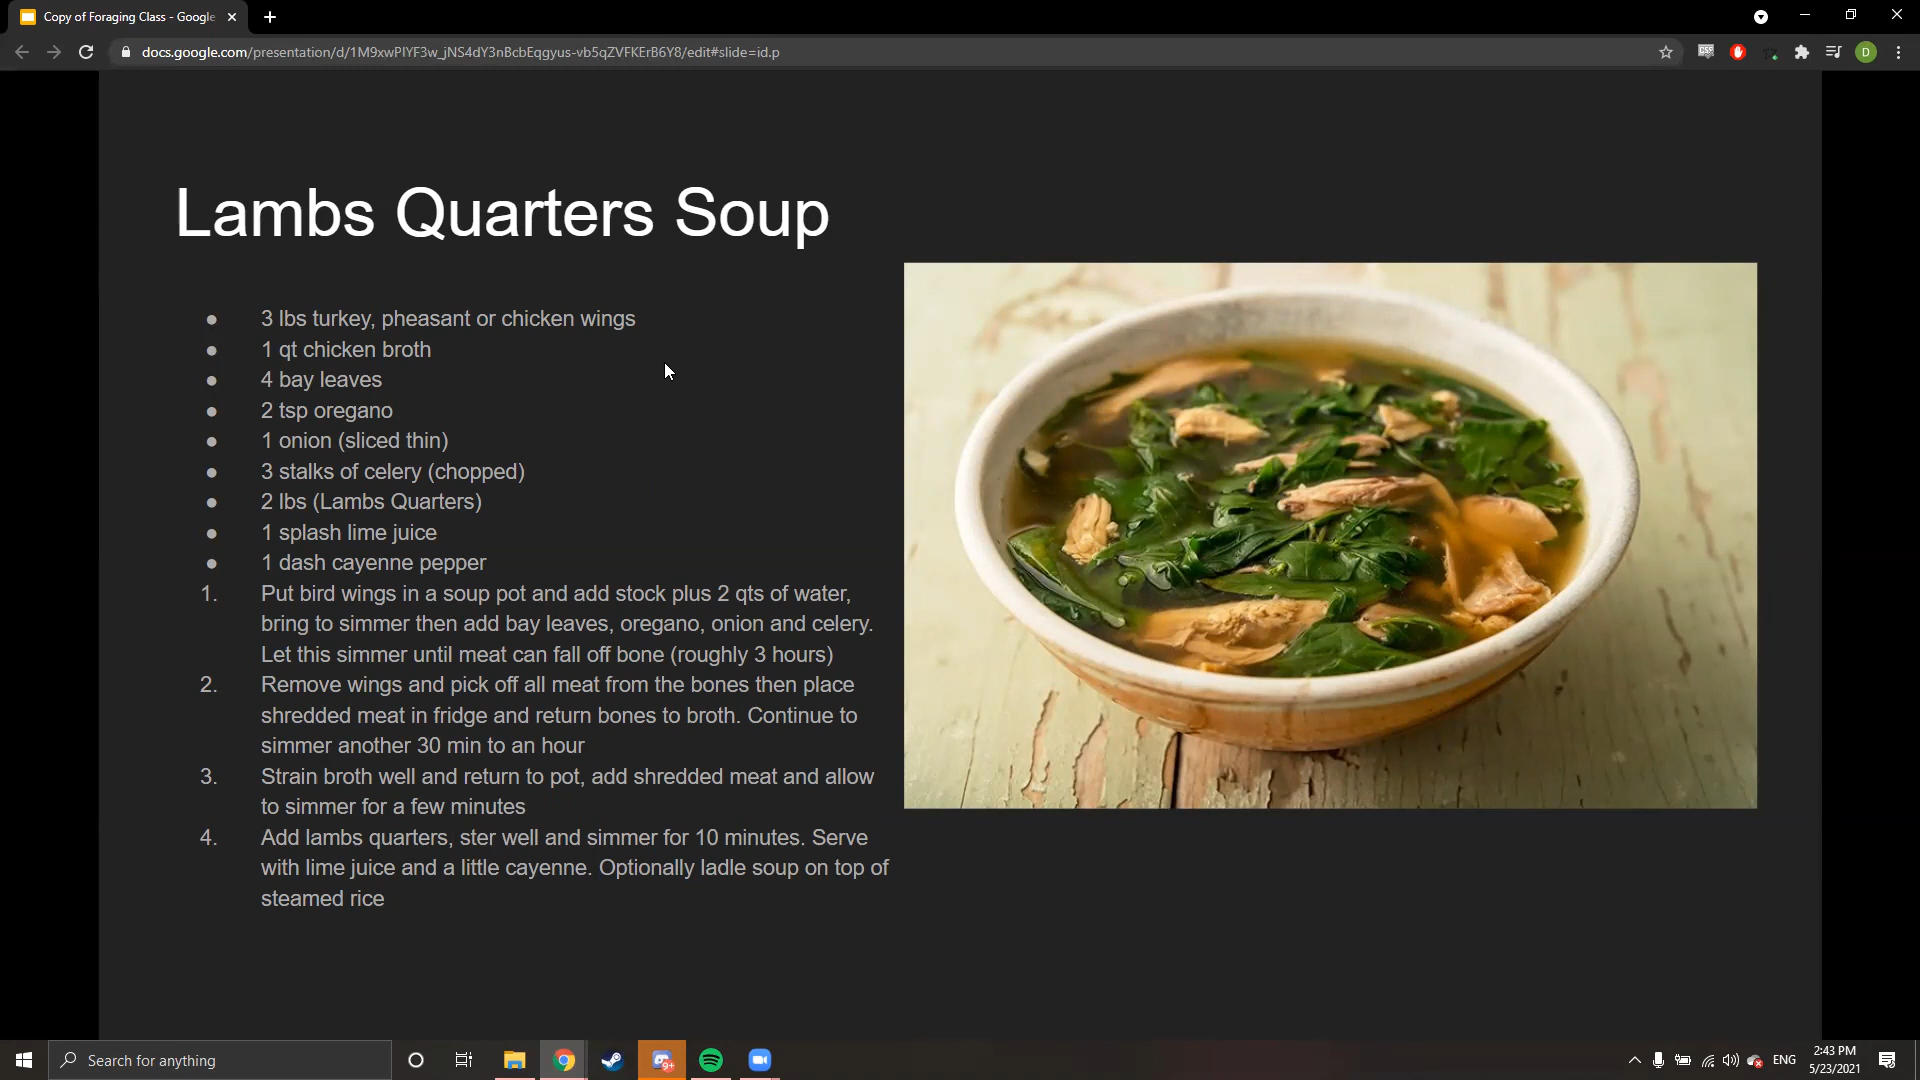 Copy of Foraging Class - Google
docs.google.com/presentation/d/1M9xwPIYF3w_jNS4dY3nBcbEqgyus-vb5qZVFKErB6Y8/edit#slide=id.p
D
Lambs Quarters Soup
● 3 lbs turkey, pheasant or chicken wings
● 1 qt chicken broth
● 4 bay leaves
● 2 tsp oregano
● 1 onion (sliced thin)
● 3 stalks of celery (chopped)
● 2 lbs (Lambs Quarters)
● 1 splash lime juice
● 1 dash cayenne pepper
1. Put bird wings in a soup pot and add stock plus 2 qts of water,
bring to simmer then add bay leaves, oregano, onion and celery.
Let this simmer until meat can fall off bone (roughly 3 hours)
2. Remove wings and pick off all meat from the bones then place
shredded meat in fridge and return bones to broth. Continue to
simmer another 30 min to an hour
3. Strain broth well and return to pot, add shredded meat and allow
to simmer for a few minutes
4. Add lambs quarters, ster well and simmer for 10 minutes. Serve
with lime juice and a little cayenne. Optionally ladle soup on top of
steamed rice
Search for anything
9+
ENG
2:43 PM
5/23/2021